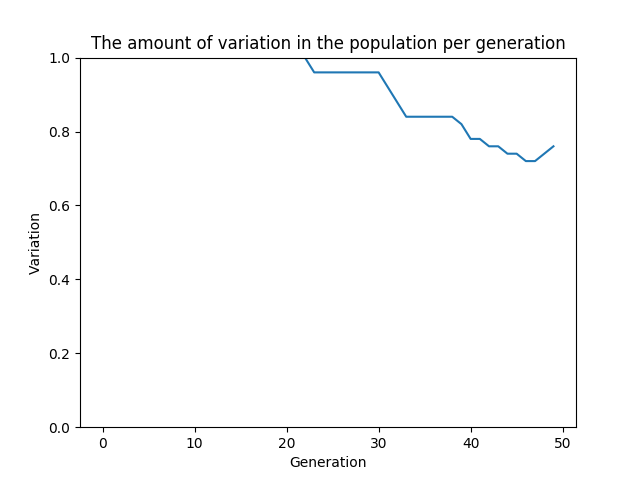 The amount of variation in the population per generation
1.0
0.8
0.6
0.4
0.2
0.0
Variation
0 10 20 30 40 50
Generation